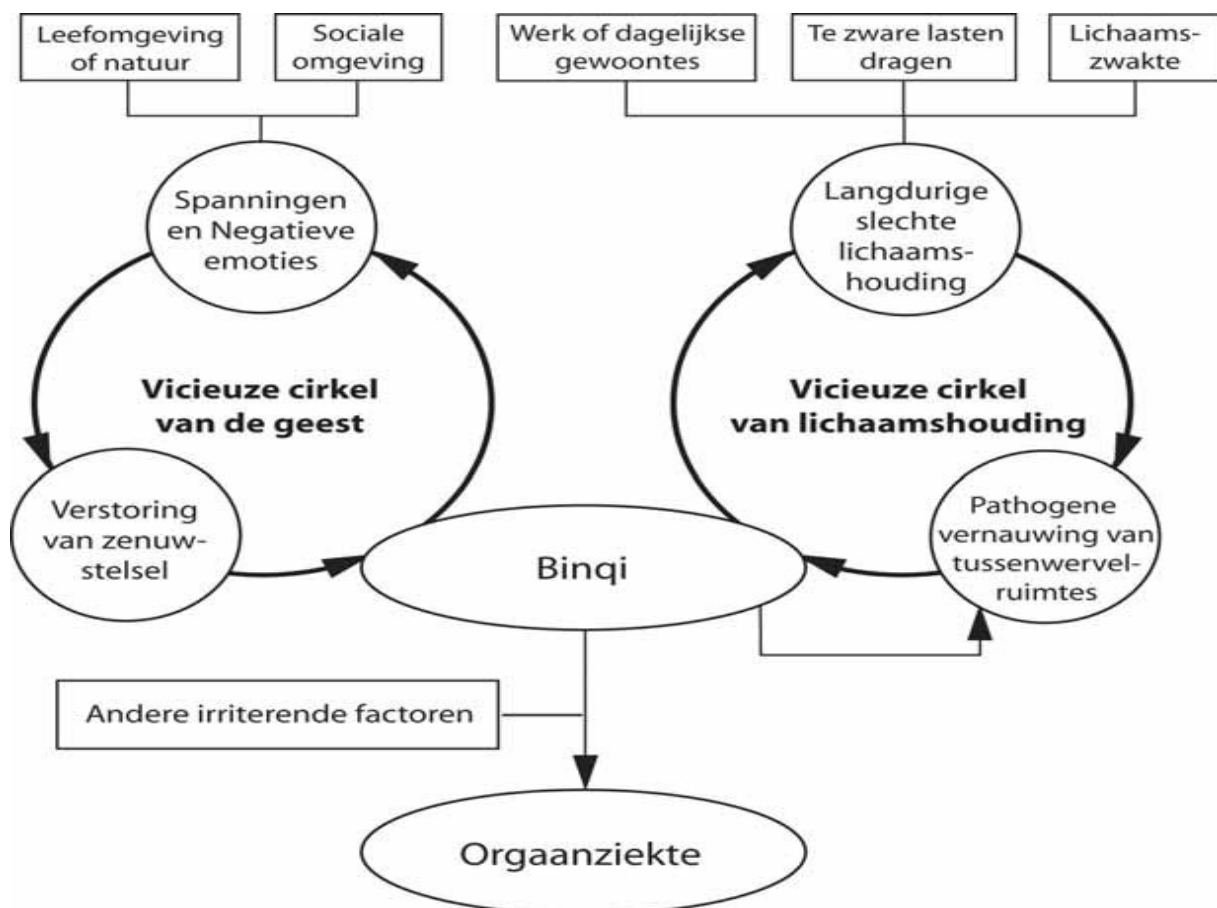 Leefomgeving
of natuur
Sociale
omgeving
Werk of dagelijkse
gewoontes
Te zware lasten
dragen
Lichaams-
zwakte
Spanningen
en Negatieve
emoties
Langdurige
slechte
lichaams-
houding
Vicieuze cirkel
van de geest
Vicieuze cirkel
van lichaamshouding
Verstoring
van zenuw-
stelsel
Binqi
Pathogene
vernauwing van
tussenwervel-
ruimtes
Andere irriterende factoren
Orgaanziekte